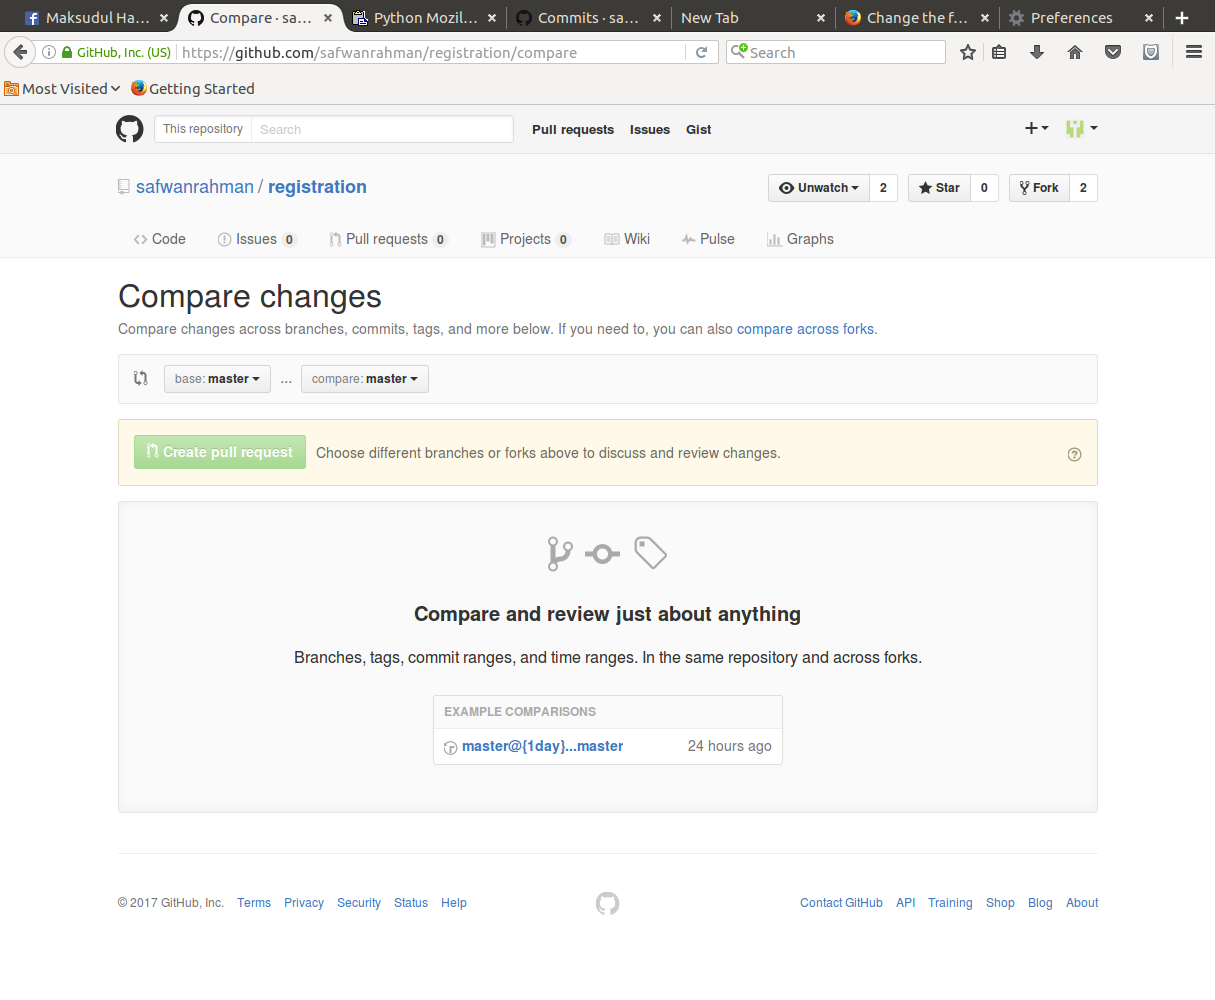 Maksudul Ha... Compare · sa... Python Mozil... Commits · sa... New Tab Change the f... Preferences
GitHub, Inc. (US) https://github.com/safwanrahman/registration/compare Search
Most Visited Getting Started
This repository Search Pull requests Issues Gist
safwanrahman / registration Unwatch 2 Star 0 Fork 2
Code Issues 0 Pull requests 0 Projects 0 Wiki Pulse Graphs
Compare changes
Compare changes across branches, commits, tags, and more below. If you need to, you can also compare across forks.
base: master ... compare: master
Create pull request Choose different branches or forks above to discuss and review changes.
Compare and review just about anything
Branches, tags, commit ranges, and time ranges. In the same repository and across forks.
EXAMPLE COMPARISONS
master@{1day}...master 24 hours ago
© 2017 GitHub, Inc. Terms Privacy Security Status Help Contact GitHub API Training Shop Blog About